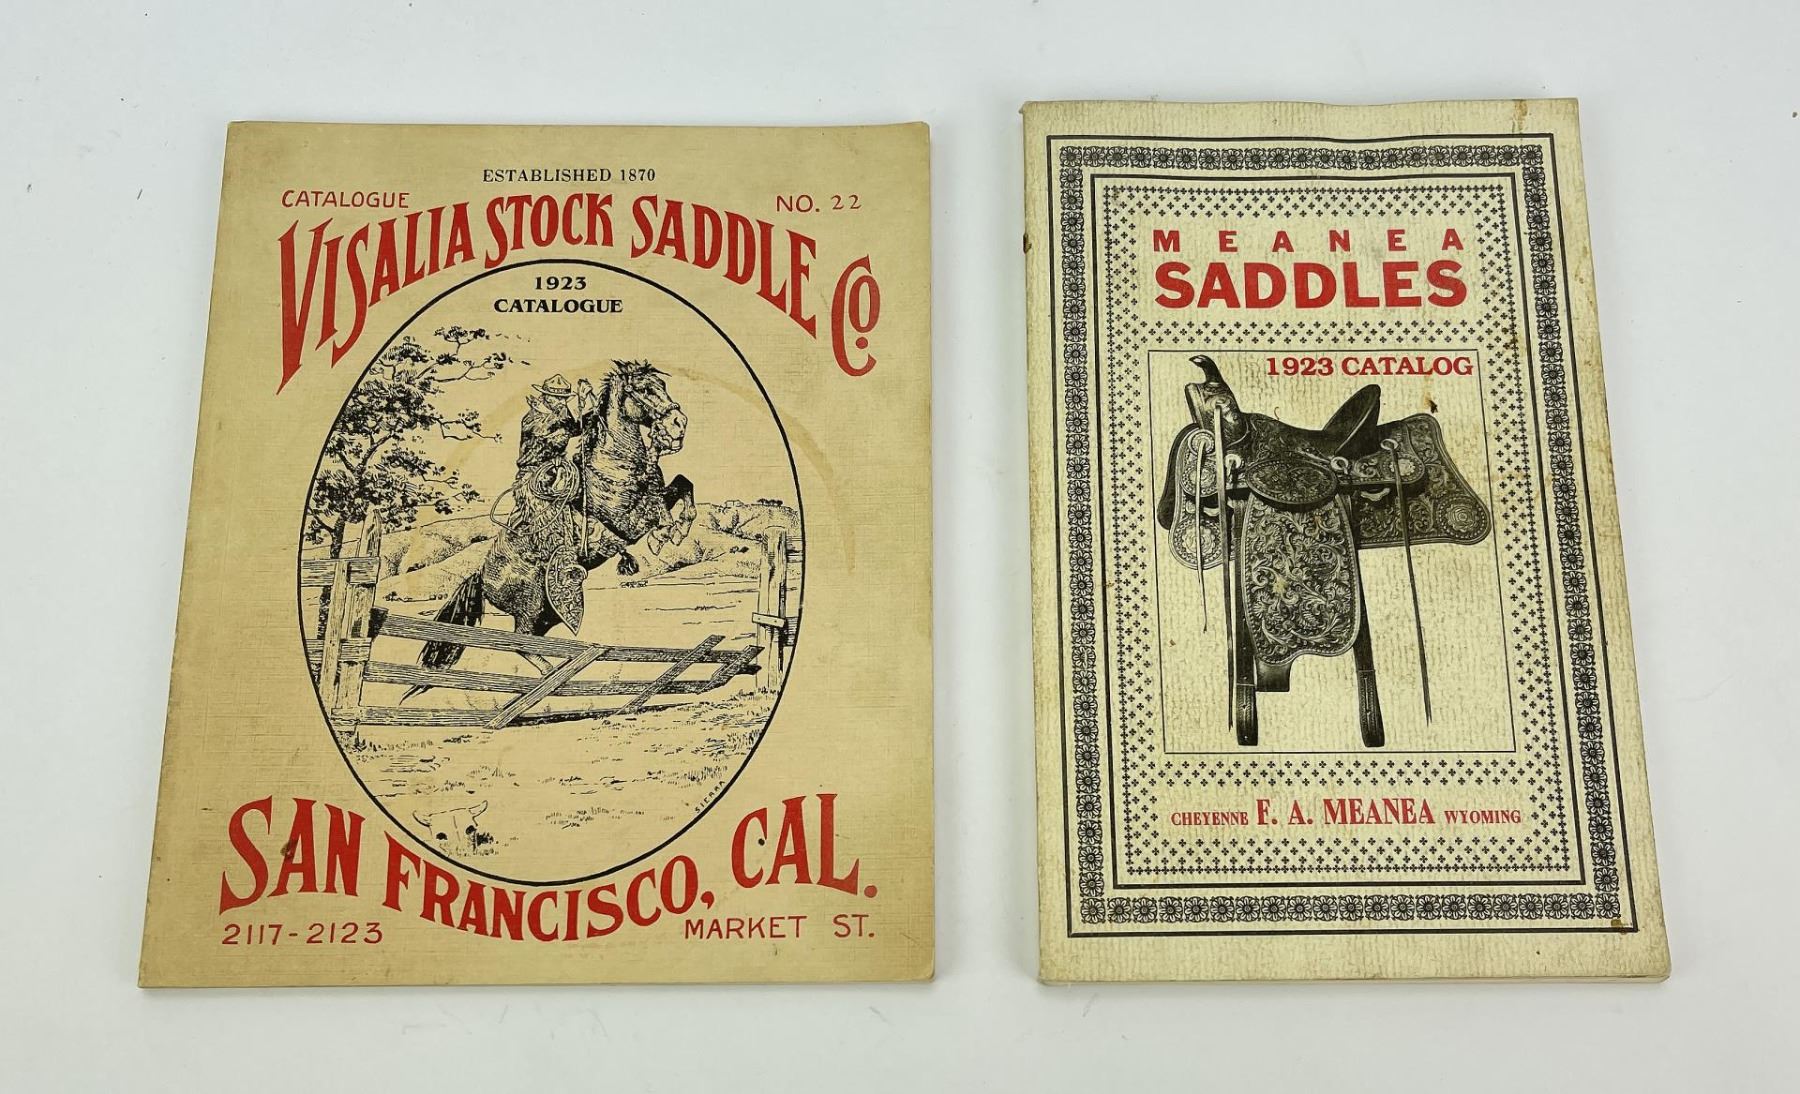 ESTABLISHED 1870
CATALOGUE NO. 22
VISALIA STOCK SADDLE CO.
1923
CATALOGUE
SIERRA
SAN FRANCISCO, CAL.
2117-2123 MARKET ST.
MEANEA
SADDLES
1923 CATALOG
CHEYENNE F. A. MEANEA WYOMING